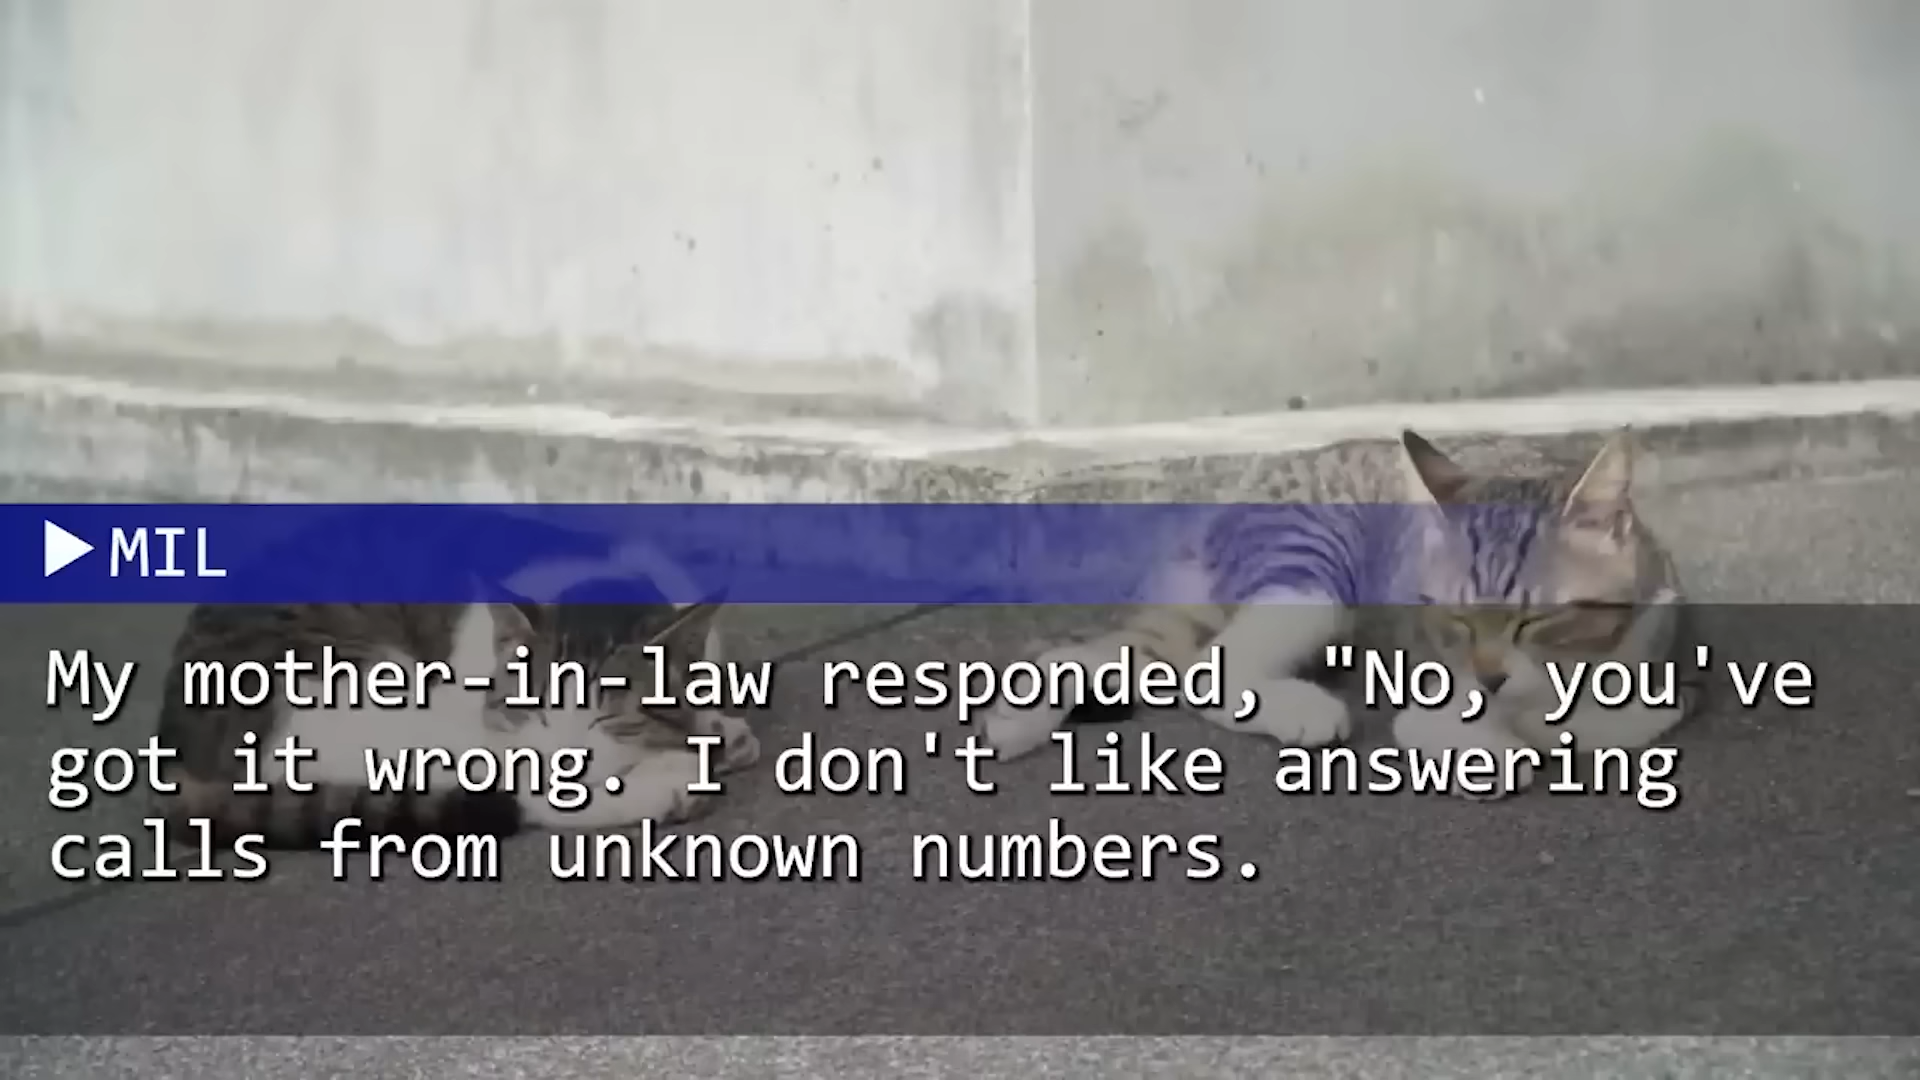 ▶MIL
My mother-in-law responded, "No, you've
got it wrong. I don't like answering
calls from unknown numbers.